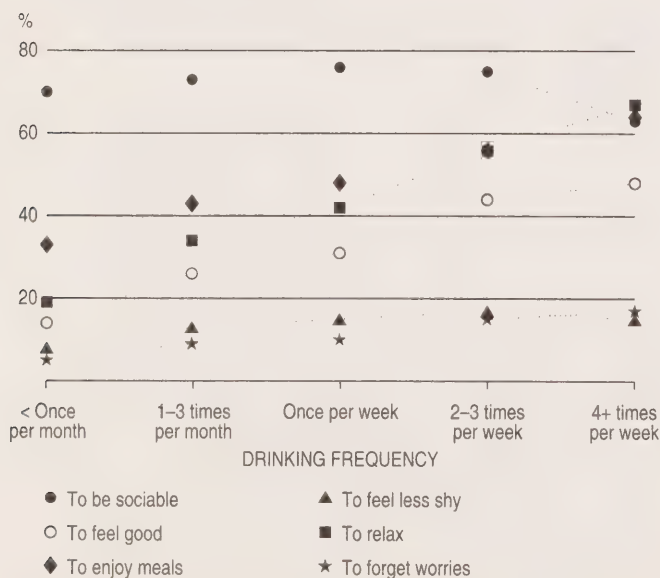 %
80
60
40
20
< Once
per month
1–3 times
per month
Once per week
2–3 times
per week
4+ times
per week
DRINKING FREQUENCY
To be sociable
To feel good
To enjoy meals
To feel less shy
To relax
To forget worries